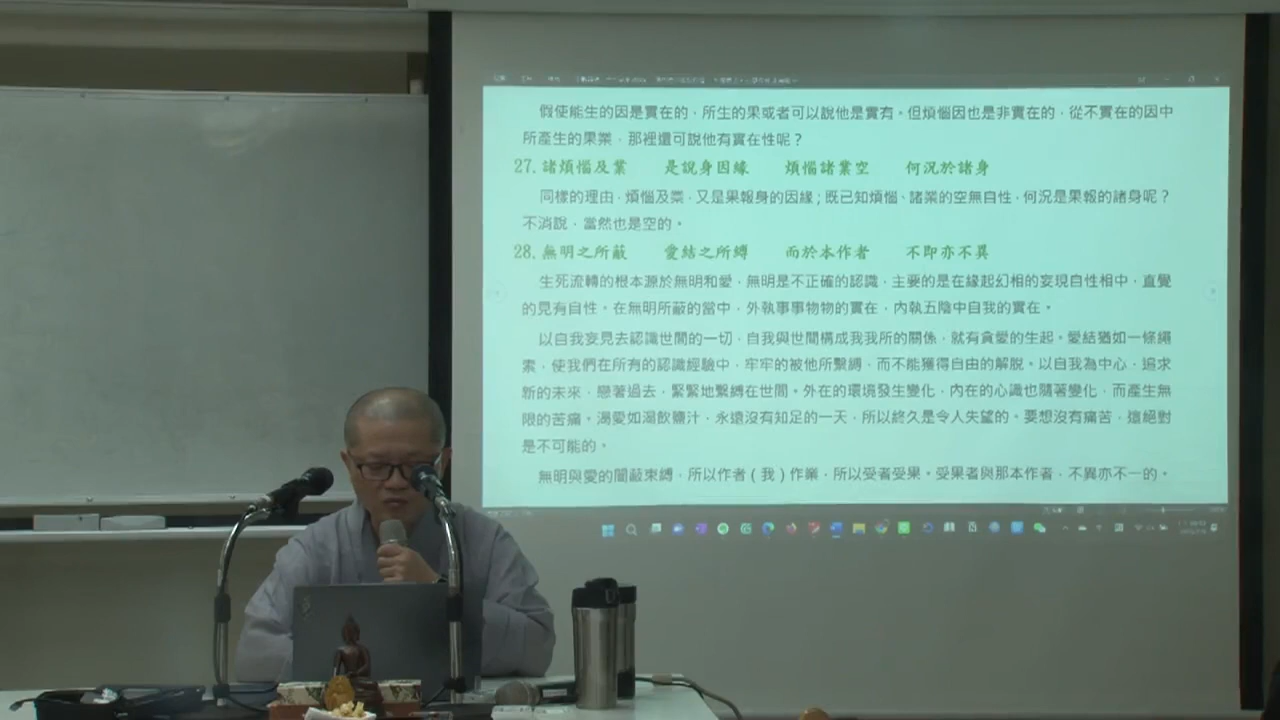 假使能生的因是實在的，所生的果或者可以說他是實有。但煩惱因也是非實在的，從不實在的因中
所產生的果業，那裡還可說他有實在性呢？
27. 諸煩惱及業 是說身因緣 煩惱諸業空 何況於諸身
同樣的理由，煩惱及業，又是果報身的因緣；既已知煩惱、諸業的空無自性，何況是果報的諸身呢？
不消說，當然也是空的。
28. 無明之所蔽 愛結之所縛 而於本作者 不即亦不異
生死流轉的根本源於無明和愛，無明是不正確的認識，主要的是在緣起幻相的妄現自性相中，直覺
的見有自性。在無明所蔽的當中，外執事事物物的實在，內執五陰中自我的實在。
以自我妄見去認識世間的一切，自我與世間構成我我所的關係，就有貪愛的生起。愛結猶如一條繩
索，使我們在所有的認識經驗中，牢牢的被他所繫縛，而不能獲得自由的解脫。以自我為中心，追求
新的未來，戀著過去，緊緊地繫縛在世間。外在的環境發生變化，內在的心識也隨著變化，而產生無
限的苦痛。渴愛如渴飲鹽汁，永遠沒有知足的一天，所以終久是令人失望的。要想沒有痛苦，這絕對
是不可能的。
無明與愛的闇蔽束縛，所以作者（我）作業，所以受者受果。受果者與那本作者，不異亦不一的。